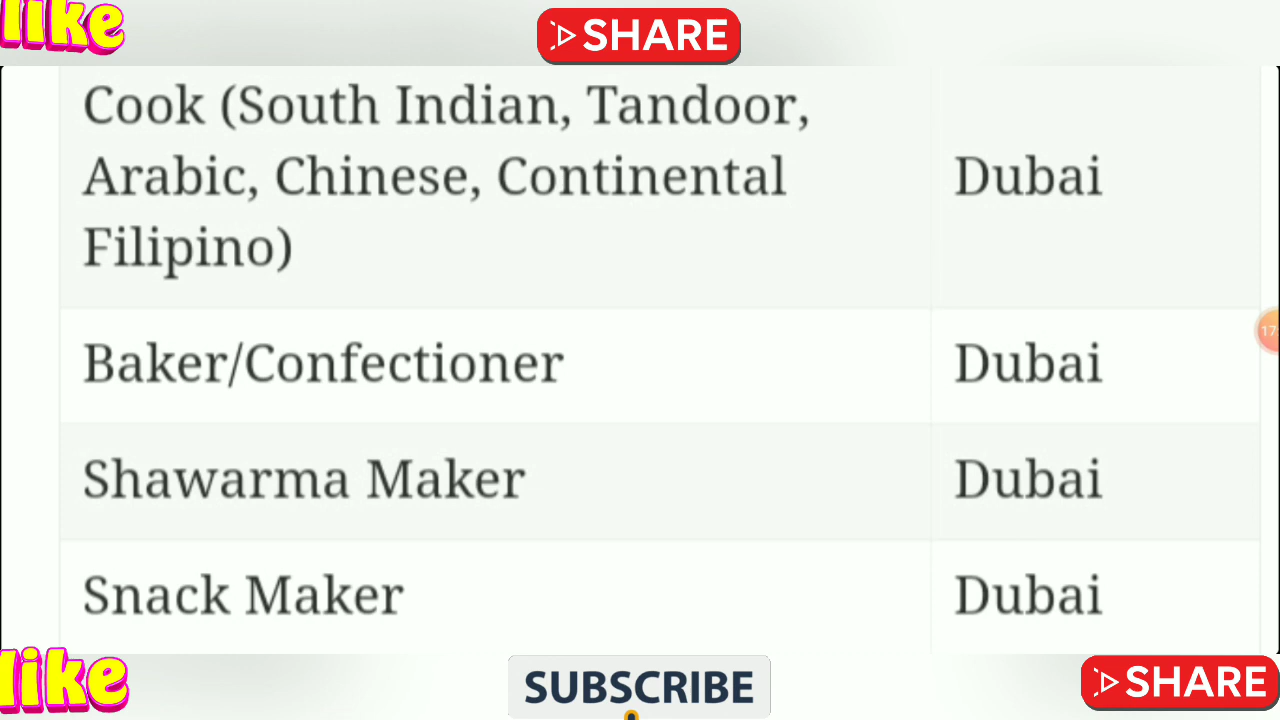 like
SHARE
Cook (South Indian, Tandoor,
Arabic, Chinese, Continental
Filipino)
Dubai
Baker/Confectioner
Dubai
Shawarma Maker
Dubai
Snack Maker
Dubai
17
like
SUBSCRIBE
SHARE